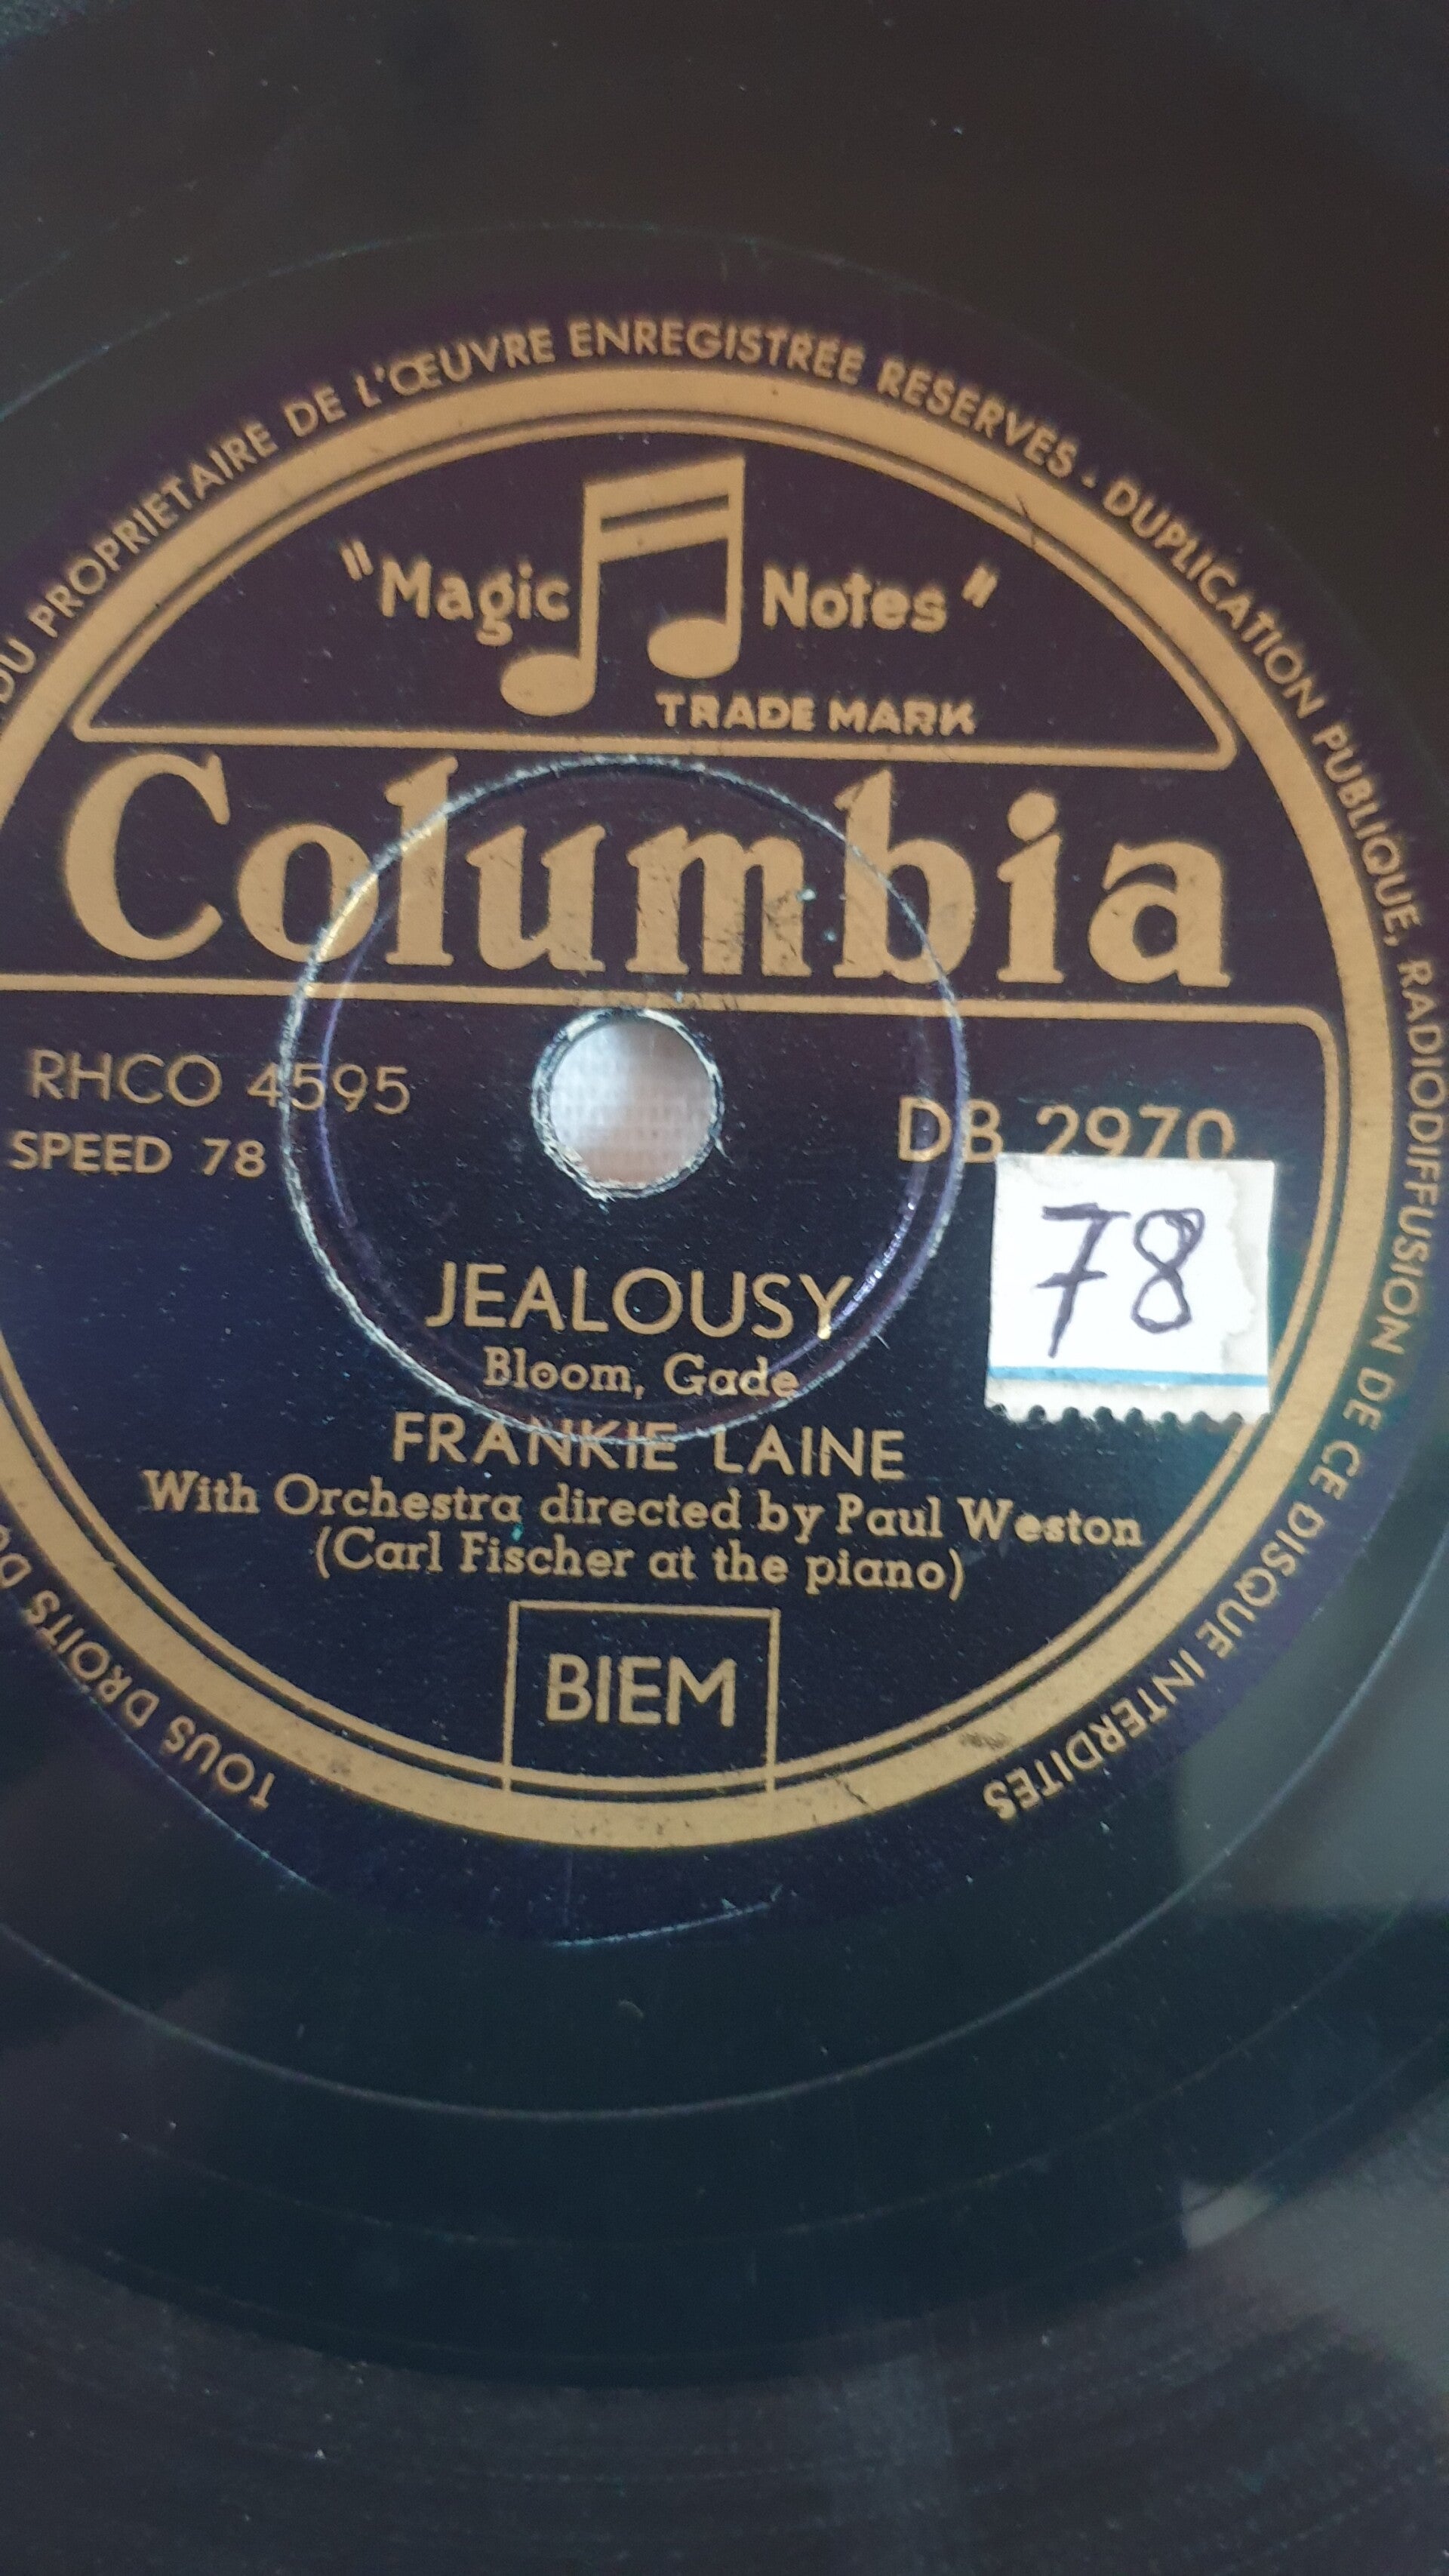 TOUS DROITS DU
DU PROPRIETAIRE DE L'ŒUVRE ENREGISTRÉE RESERVES - DUPLICATION PUBLIQUE, RADIODIFFUSION DE CE DISQUE INTERDITES
"Magic Notes"
TRADE MARK
Columbia
RHCO 4595
DB 2970
SPEED 78
78
JEALOUSY
Bloom, Gade
FRANKIE LAINE
With Orchestra directed by Paul Weston
(Carl Fischer at the piano)
BIEM